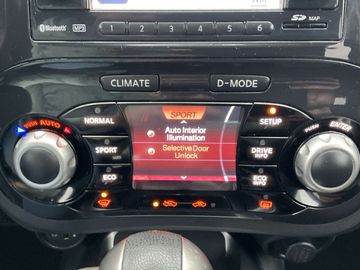 Bluetooth MP3
SD MAP
1 2 3 4 5 6
CLIMATE
D-MODE
AUTO
NORMAL
SPORT
SETUP
PUSH ENTER
Auto Interior
Illumination
SPORT
Selective Door
Unlock
DRIVE
INFO
ECO
ECO
INFO